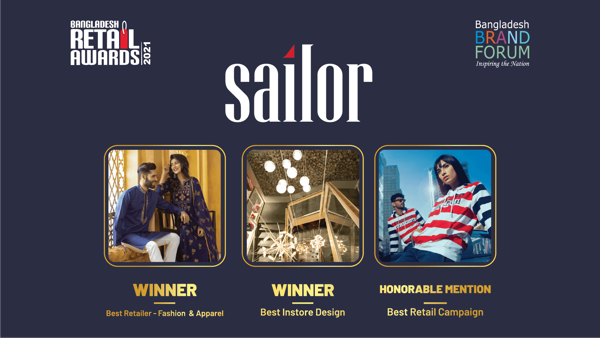 BANGLADESH
RETAIL
AWARDS
2021
Bangladesh
BRAND
FORUM
Inspiring the Nation
sailor
WINNER
Best Retailer - Fashion & Apparel
WINNER
Best Instore Design
HONORABLE MENTION
Best Retail Campaign